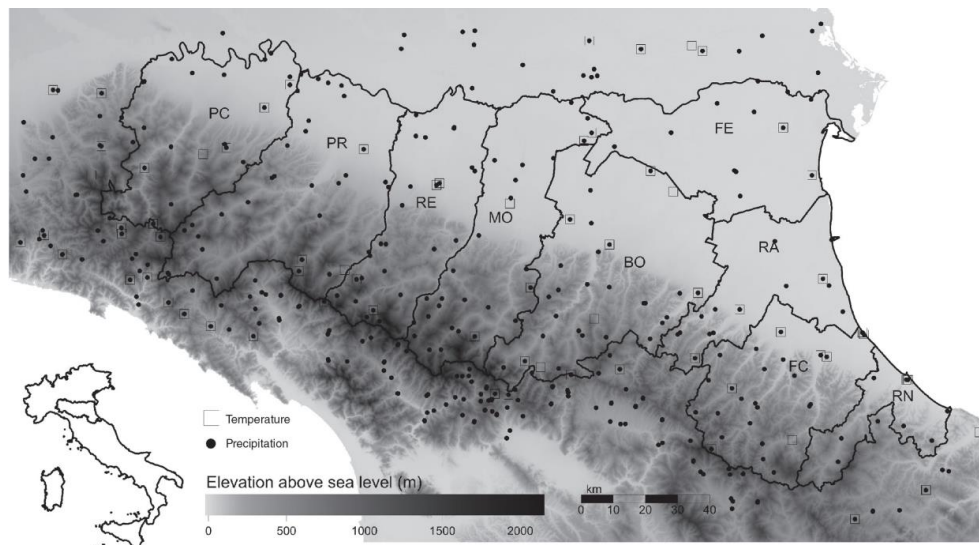 PC
FE
PR
RE
MO
RA
BO
FC
RN
Temperature
Precipitation
Elevation above sea level (m)
0 500 1000 1500 2000
km
0 10 20 30 40